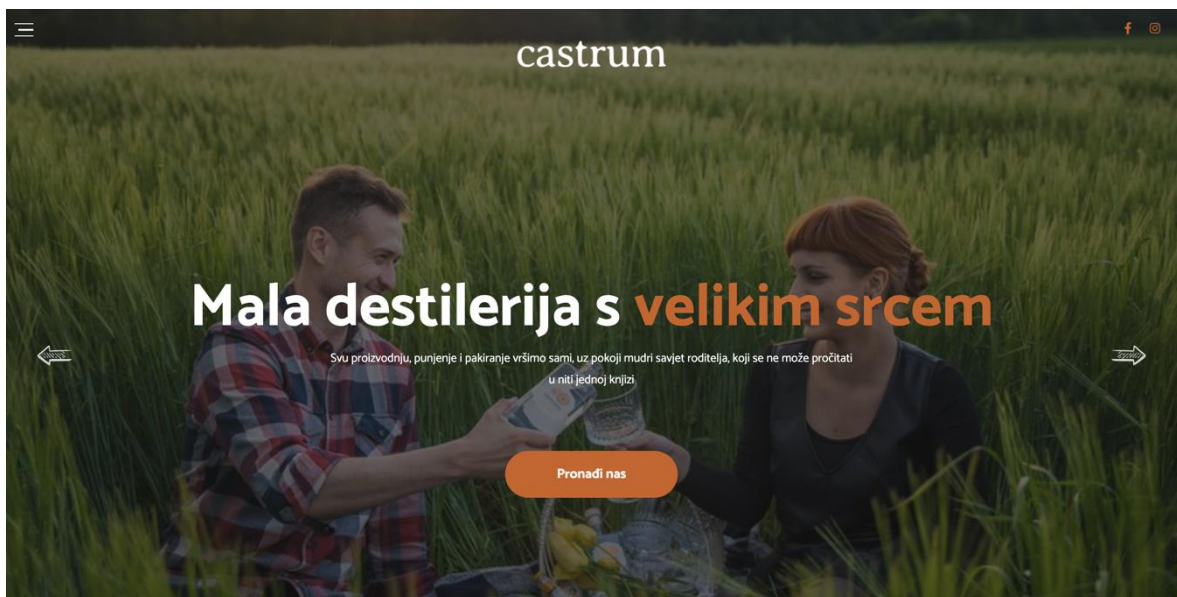 castrum
Mala destilerija s velikim srcem
Svu proizvodnju, punjenje i pakiranje vršimo sami, uz pokoji mudri savjet roditelja, koji se ne može pročitati
u niti jednoj knjizi
Pronađi nas